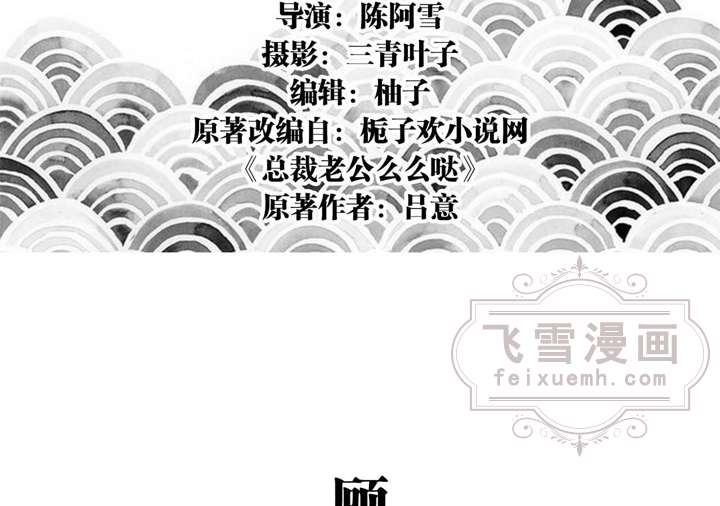 导演：陈阿雪
摄影：三青叶子
编辑：柚子
原著改编自：栀子欢小说网
《总裁老公么么哒》
原著作者：吕意
飞雪漫画
feixuemh.com